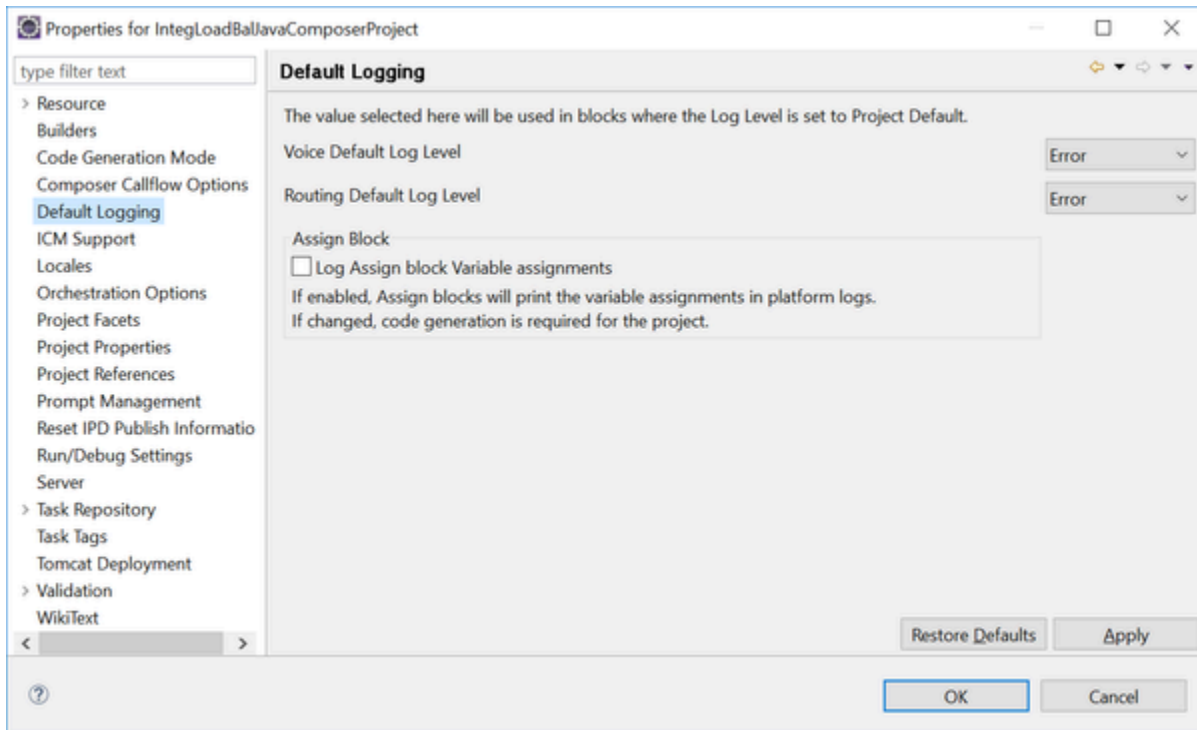 Properties for IntegLoadBalJavaComposerProject
type filter text
Resource
Builders
Code Generation Mode
Composer Callflow Options
Default Logging
ICM Support
Locales
Orchestration Options
Project Facets
Project Properties
Project References
Prompt Management
Reset IPD Publish Informatio
Run/Debug Settings
Server
Task Repository
Task Tags
Tomcat Deployment
Validation
WikiText
Default Logging
The value selected here will be used in blocks where the Log Level is set to Project Default.
Voice Default Log Level
Error
Routing Default Log Level
Error
Assign Block
Log Assign block Variable assignments
If enabled, Assign blocks will print the variable assignments in platform logs.
If changed, code generation is required for the project.
Restore Defaults
Apply
OK
Cancel